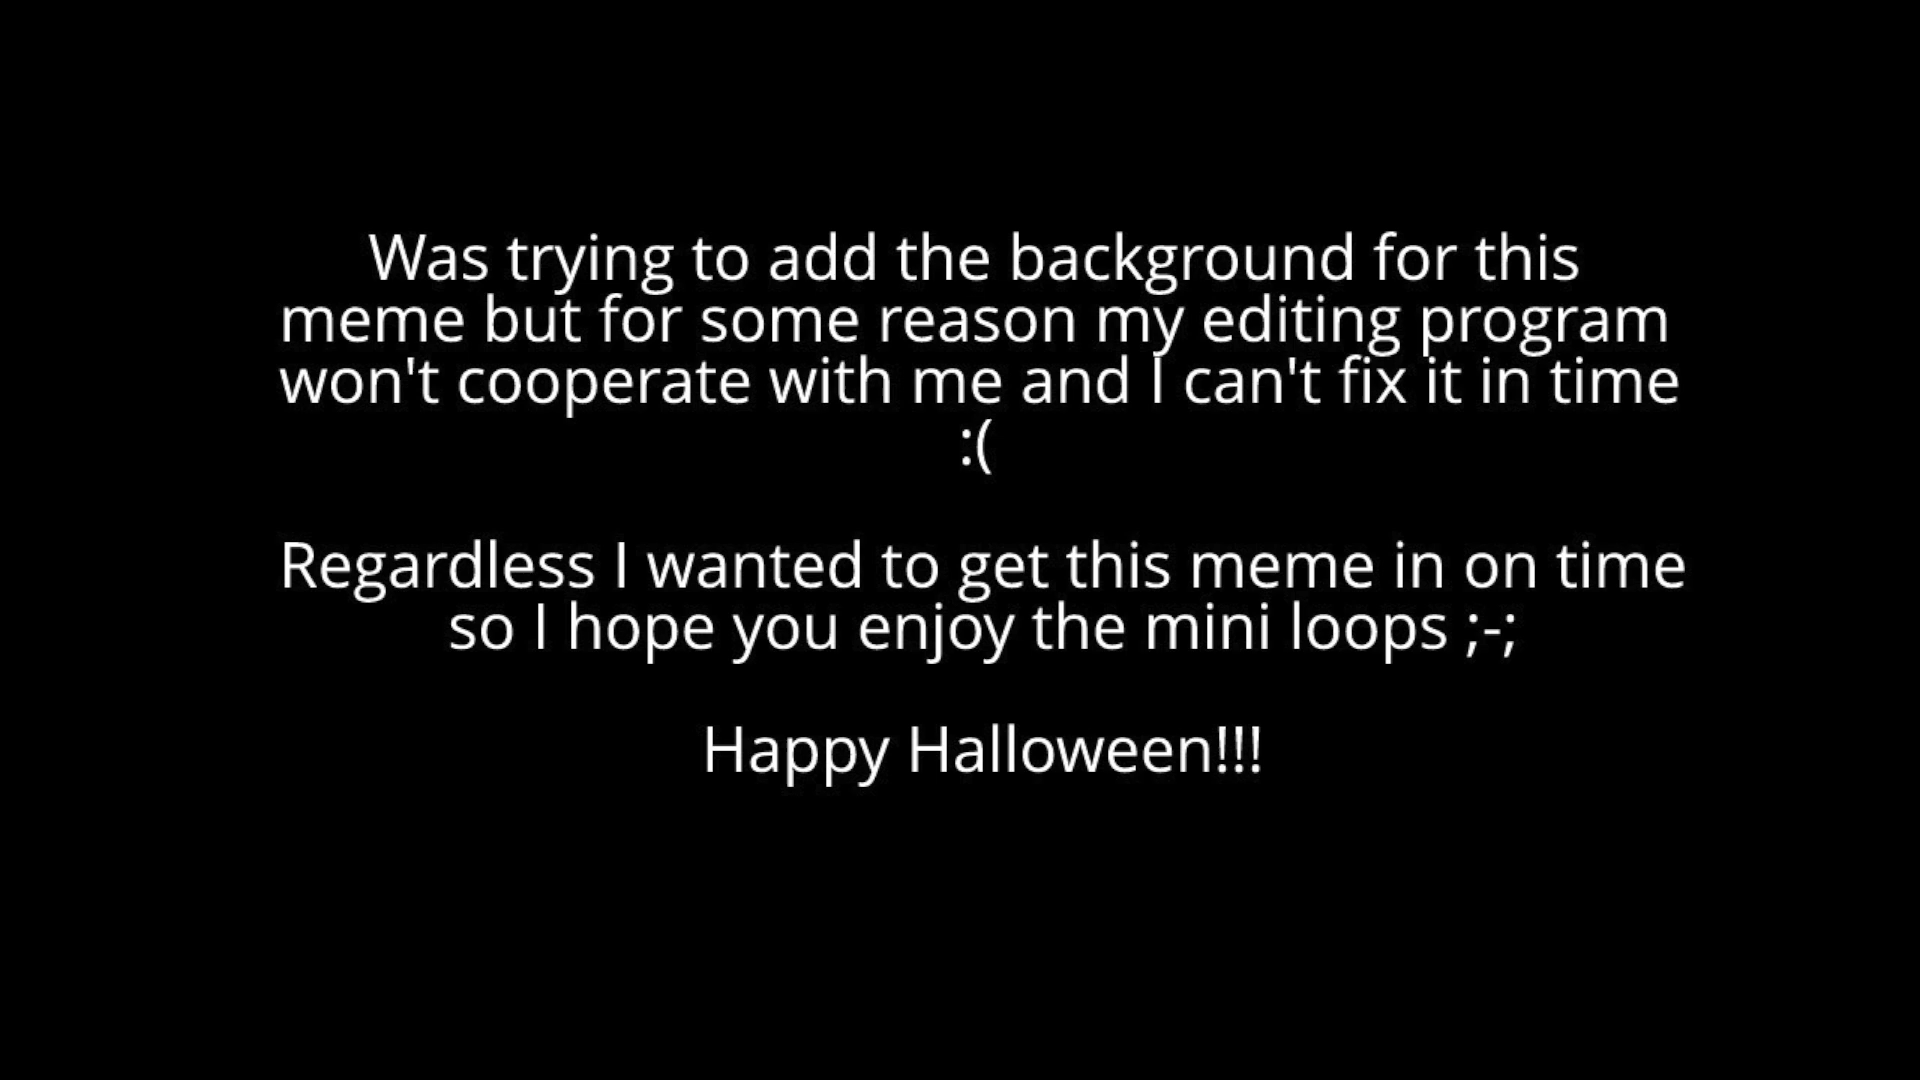 Was trying to add the background for this
meme but for some reason my editing program
won't cooperate with me and I can't fix it in time
:(
Regardless I wanted to get this meme in on time
so I hope you enjoy the mini loops ;-;
Happy Halloween!!!